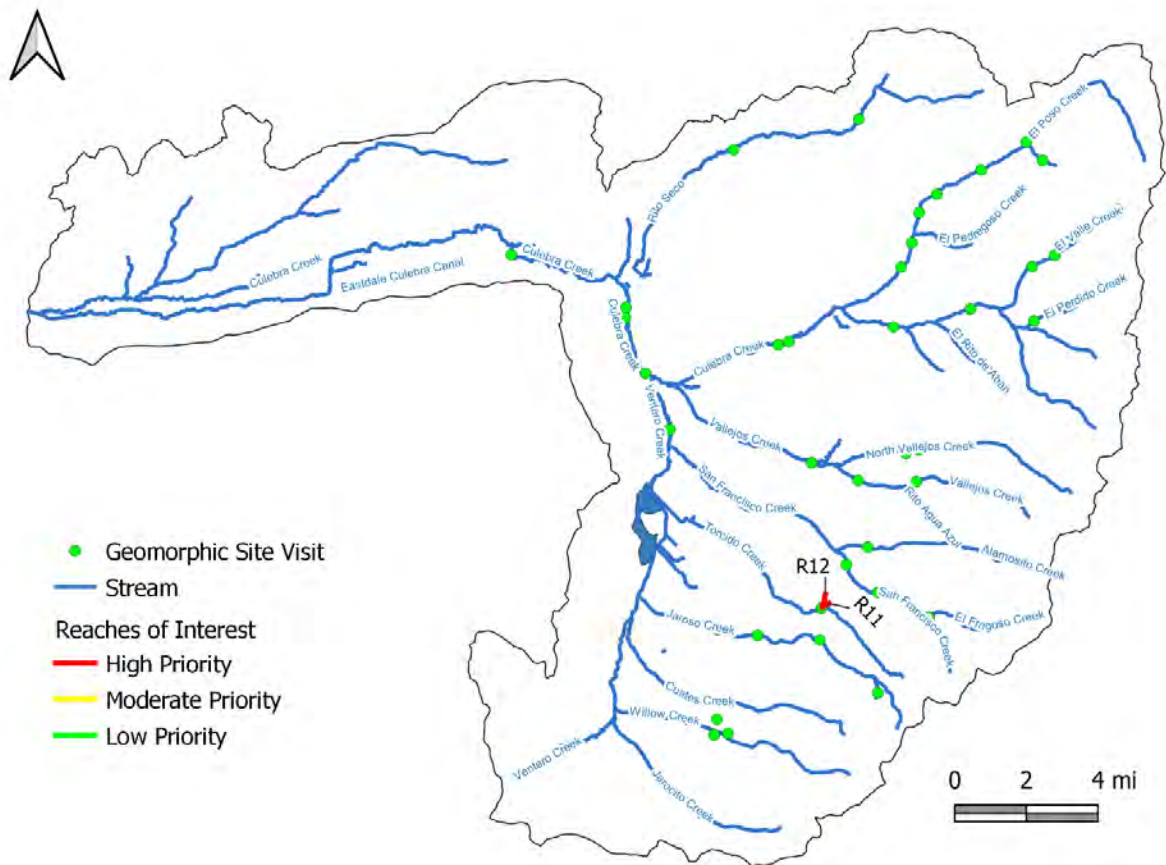 El Poso Creek
Rito Seco
El Pedregoso Creek
El Valle Creek
Culebra Creek
Culebra Creek
Eastdale Culebra Canal
El Perdido Creek
Culebra Creek
Culebra Creek
El Rito de Aban
Ventero Creek
Vallejos Creek
North Vallejos Creek
San Francisco Creek
Vallejos Creek
Rito Agua Azul
Torcido Creek
Alamosito Creek
Geomorphic Site Visit
R12
Stream
R11
San Francisco Creek
El Fragoso Creek
Reaches of Interest
Jaroso Creek
High Priority
Cuates Creek
Moderate Priority
Willow Creek
Low Priority
Ventero Creek
Jarocito Creek
0 2 4 mi